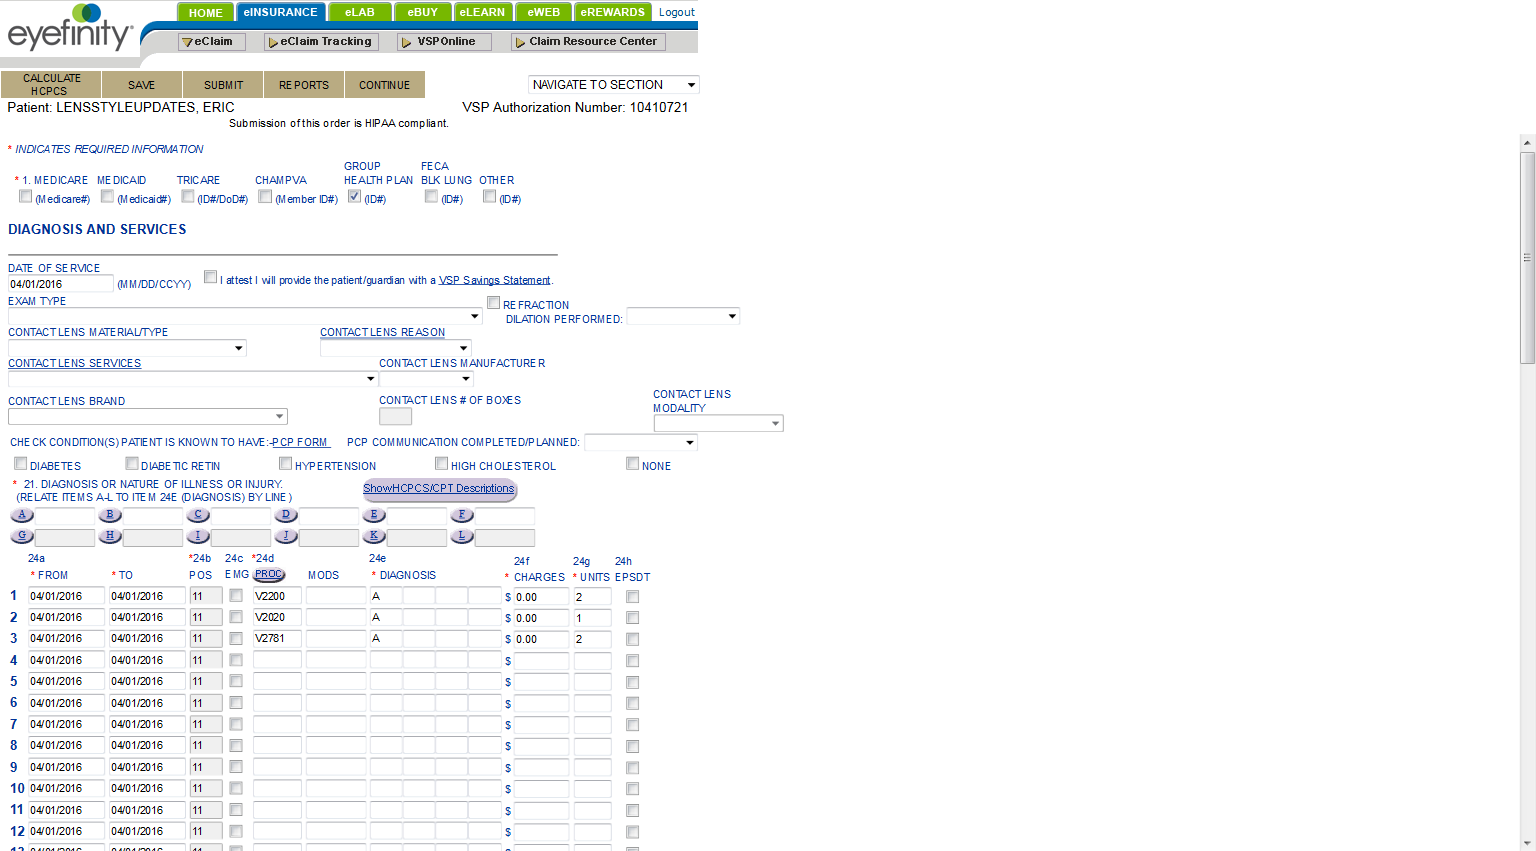 HOME eINSURANCE eLAB eBUY eLEARN eWEB eREWARDS Logout
eyefinity
eClaim eClaim Tracking VSPOnline Claim Resource Center
CALCULATE HCPCS SAVE SUBMIT REPORTS CONTINUE NAVIGATE TO SECTION
Patient: LENSSTYLEUPDATES, ERIC VSP Authorization Number: 10410721
Submission of this order is HIPAA compliant.
* INDICATES REQUIRED INFORMATION
GROUP FECA
* 1. MEDICARE MEDICAID TRICARE CHAMPVA HEALTH PLAN BLK LUNG OTHER
(Medicare#) (Medicaid#) (ID#/DoD#) (Member ID#) (ID#) (ID#) (ID#)
DIAGNOSIS AND SERVICES
DATE OF SERVICE
04/01/2016 (MM/DD/CCYY) I attest I will provide the patient/guardian with a VSP Savings Statement.
EXAM TYPE REFRACTION
DILATION PERFORMED:
CONTACT LENS MATERIAL/TYPE CONTACT LENS REASON
CONTACT LENS SERVICES CONTACT LENS MANUFACTURER
CONTACT LENS BRAND CONTACT LENS # OF BOXES CONTACT LENS MODALITY
CHECK CONDITION(S) PATIENT IS KNOWN TO HAVE:-PCP FORM PCP COMMUNICATION COMPLETED/PLANNED:
DIABETES DIABETIC RETIN HYPERTENSION HIGH CHOLESTEROL NONE
* 21. DIAGNOSIS OR NATURE OF ILLNESS OR INJURY.
(RELATE ITEMS A-L TO ITEM 24E (DIAGNOSIS) BY LINE) ShowHCPCS/CPT Descriptions
A B C D E F
G H I J K L
24a *24b 24c *24d 24e 24f 24g 24h
* FROM * TO POS EMG PROC MODS * DIAGNOSIS * CHARGES * UNITS EPSDT
1 04/01/2016 04/01/2016 11 V2200 A $ 0.00 2
2 04/01/2016 04/01/2016 11 V2020 A $ 0.00 1
3 04/01/2016 04/01/2016 11 V2781 A $ 0.00 2
4 04/01/2016 04/01/2016 11 $
5 04/01/2016 04/01/2016 11 $
6 04/01/2016 04/01/2016 11 $
7 04/01/2016 04/01/2016 11 $
8 04/01/2016 04/01/2016 11 $
9 04/01/2016 04/01/2016 11 $
10 04/01/2016 04/01/2016 11 $
11 04/01/2016 04/01/2016 11 $
12 04/01/2016 04/01/2016 11 $